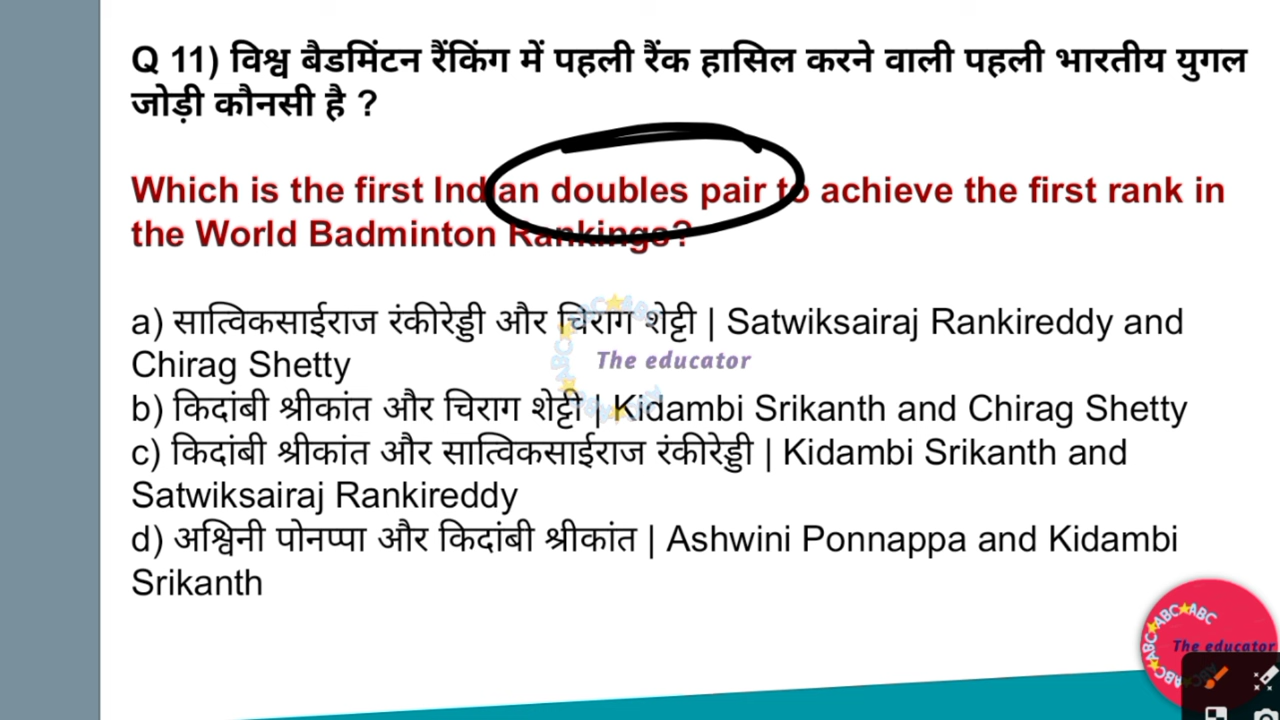 Q 11) विश्व बैडमिंटन रैंकिंग में पहली रैंक हासिल करने वाली पहली भारतीय युगल
जोड़ी कौनसी है ?
Which is the first Indian doubles pair to achieve the first rank in
the World Badminton Rankings?
a) सात्विकसाईराज रंकीरेड्डी और चिराग शेट्टी | Satwiksairaj Rankireddy and
Chirag Shetty
The educator
b) किदांबी श्रीकांत और चिराग शेट्टी | Kidambi Srikanth and Chirag Shetty
c) किदांबी श्रीकांत और सात्विकसाईराज रंकीरेड्डी | Kidambi Srikanth and
Satwiksairaj Rankireddy
d) अश्विनी पोनप्पा और किदांबी श्रीकांत | Ashwini Ponnappa and Kidambi
Srikanth
ABC ABC
The educator